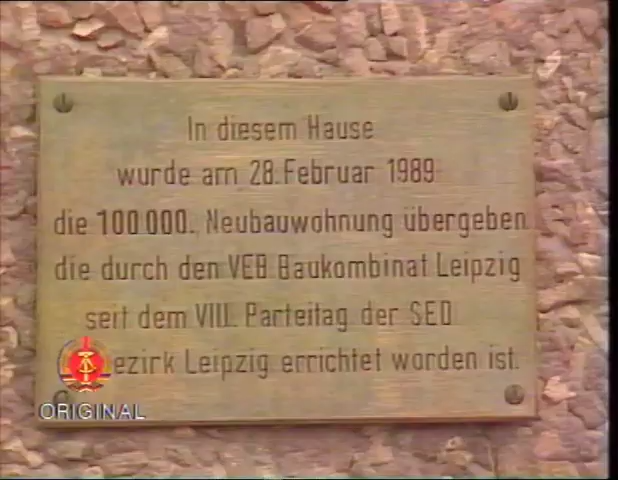 In diesem Hause
wurde am 28. Februar 1989
die 100 000. Neubauwohnung übergeben
die durch den VEB Baukombinat Leipzig
seit dem VIII. Parteitag der SED
ezirk Leipzig errichtet worden ist.
ORIGINAL